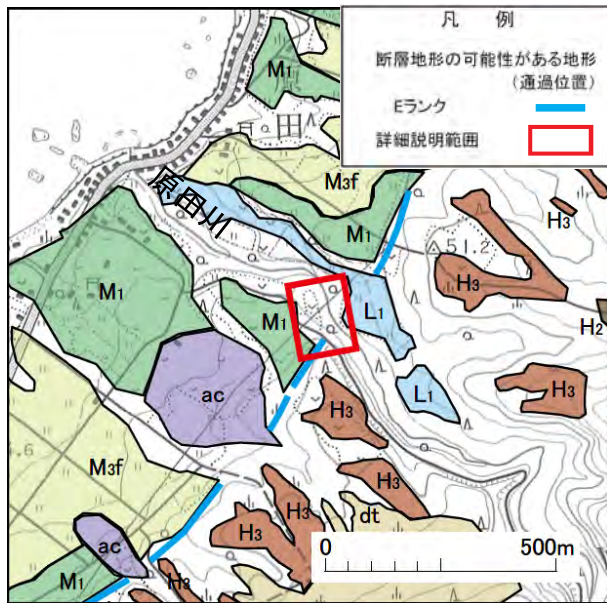 凡 例
断層地形の可能性がある地形
(通過位置)
Eランク
詳細説明範囲
M1
田
M3f
原田川
M1
H3
51.2
H3
M1
M1
L1
H2
ac
H3
L1
H3
M3f
H3
H3
H3
dt
ac
M1
H3
0 500m